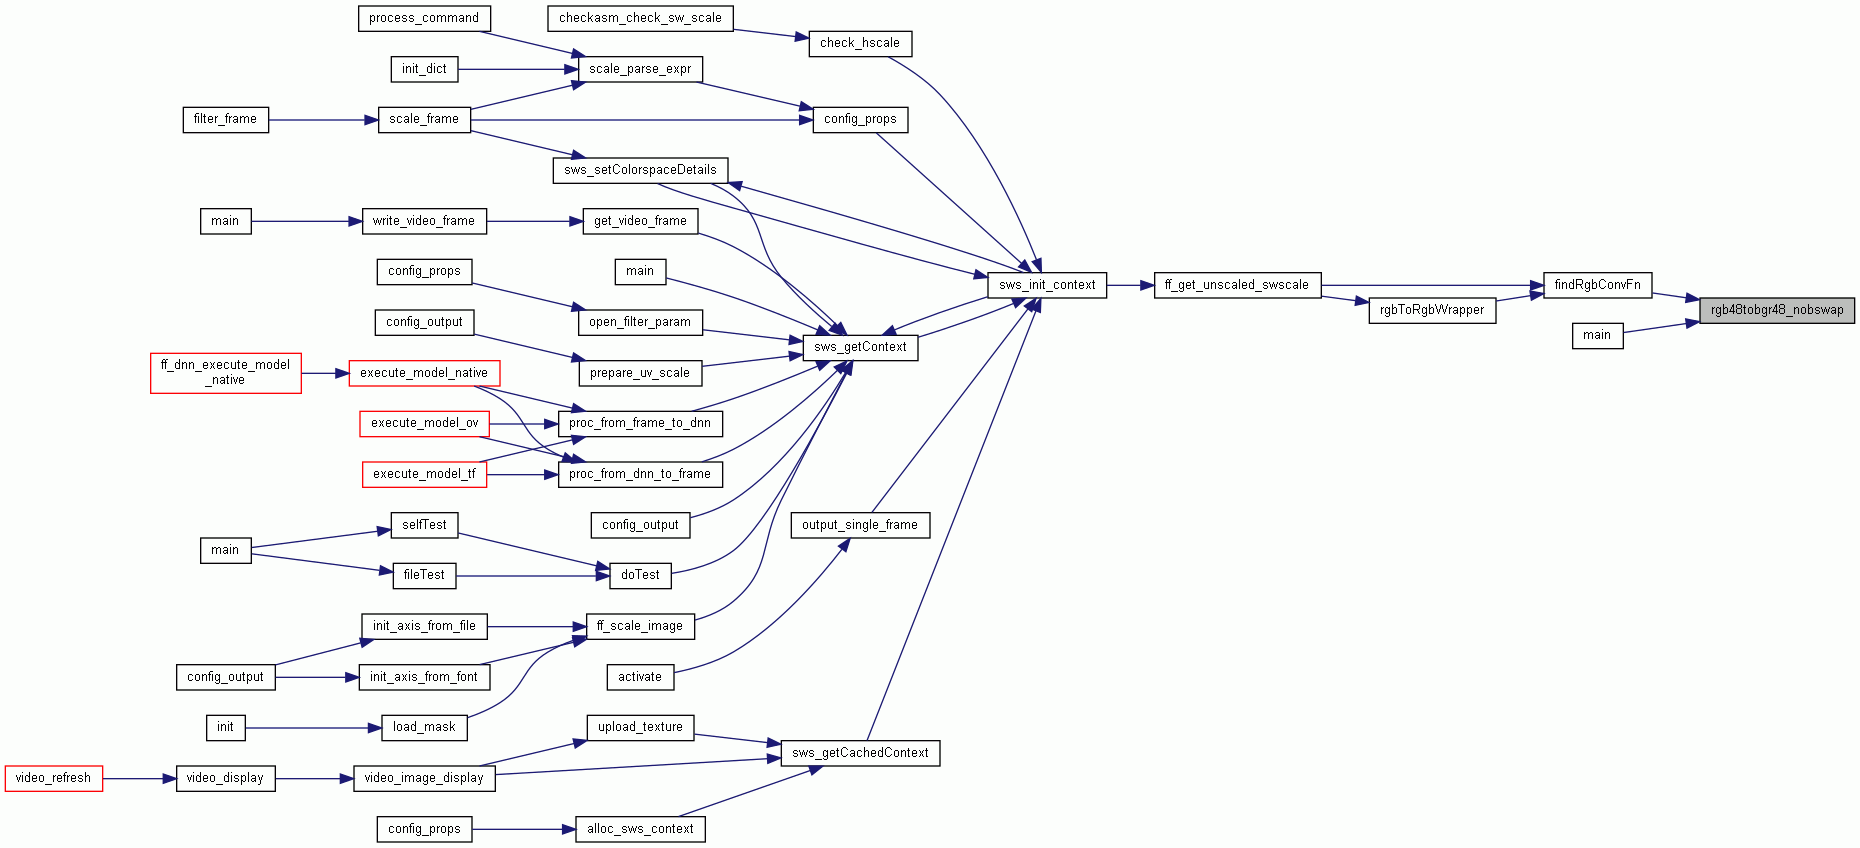 process_command
checkasm_check_sw_scale
check_hscale
init_dict
scale_parse_expr
filter_frame
scale_frame
config_props
sws_setColorspaceDetails
main
write_video_frame
get_video_frame
config_props
main
sws_init_context
ff_get_unscaled_swscale
findRgbConvFn
rgbToRgbWrapper
rgb48tobgr48_nobswap
main
config_output
open_filter_param
sws_getContext
ff_dnn_execute_model
_native
execute_model_native
prepare_uv_scale
execute_model_ov
proc_from_frame_to_dnn
execute_model_tf
proc_from_dnn_to_frame
config_output
output_single_frame
main
selfTest
fileTest
doTest
init_axis_from_file
ff_scale_image
config_output
init_axis_from_font
activate
init
load_mask
upload_texture
sws_getCachedContext
video_refresh
video_display
video_image_display
config_props
alloc_sws_context